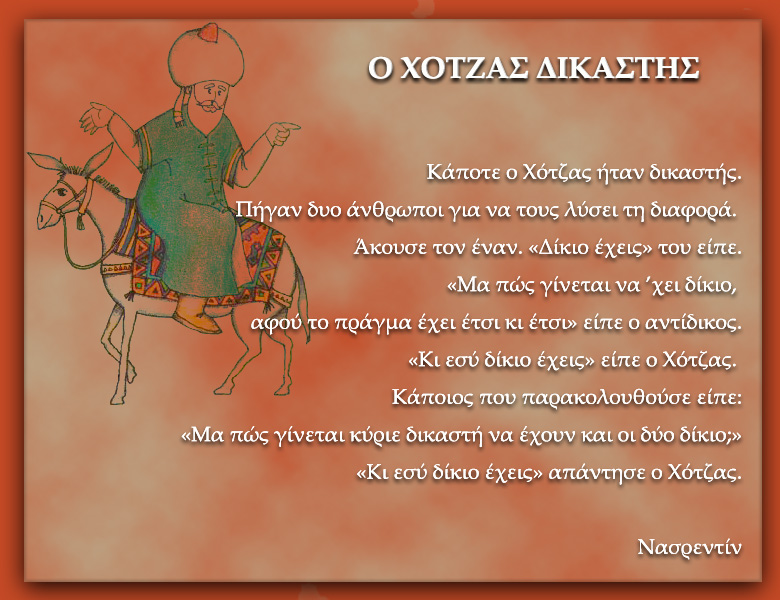 Ο ΧΟΤΖΑΣ ΔΙΚΑΣΤΗΣ
Κάποτε ο Χότζας ήταν δικαστής.
Πήγαν δυο άνθρωποι για να τους λύσει τη διαφορά.
Άκουσε τον έναν. «Δίκιο έχεις» του είπε.
«Μα πώς γίνεται να ’χει δίκιο,
αφού το πράγμα έχει έτσι κι έτσι» είπε ο αντίδικος.
«Κι εσύ δίκιο έχεις» είπε ο Χότζας.
Κάποιος που παρακολουθούσε είπε:
«Μα πώς γίνεται κύριε δικαστή να έχουν και οι δύο δίκιο;»
«Κι εσύ δίκιο έχεις» απάντησε ο Χότζας.
Νασρεντίν